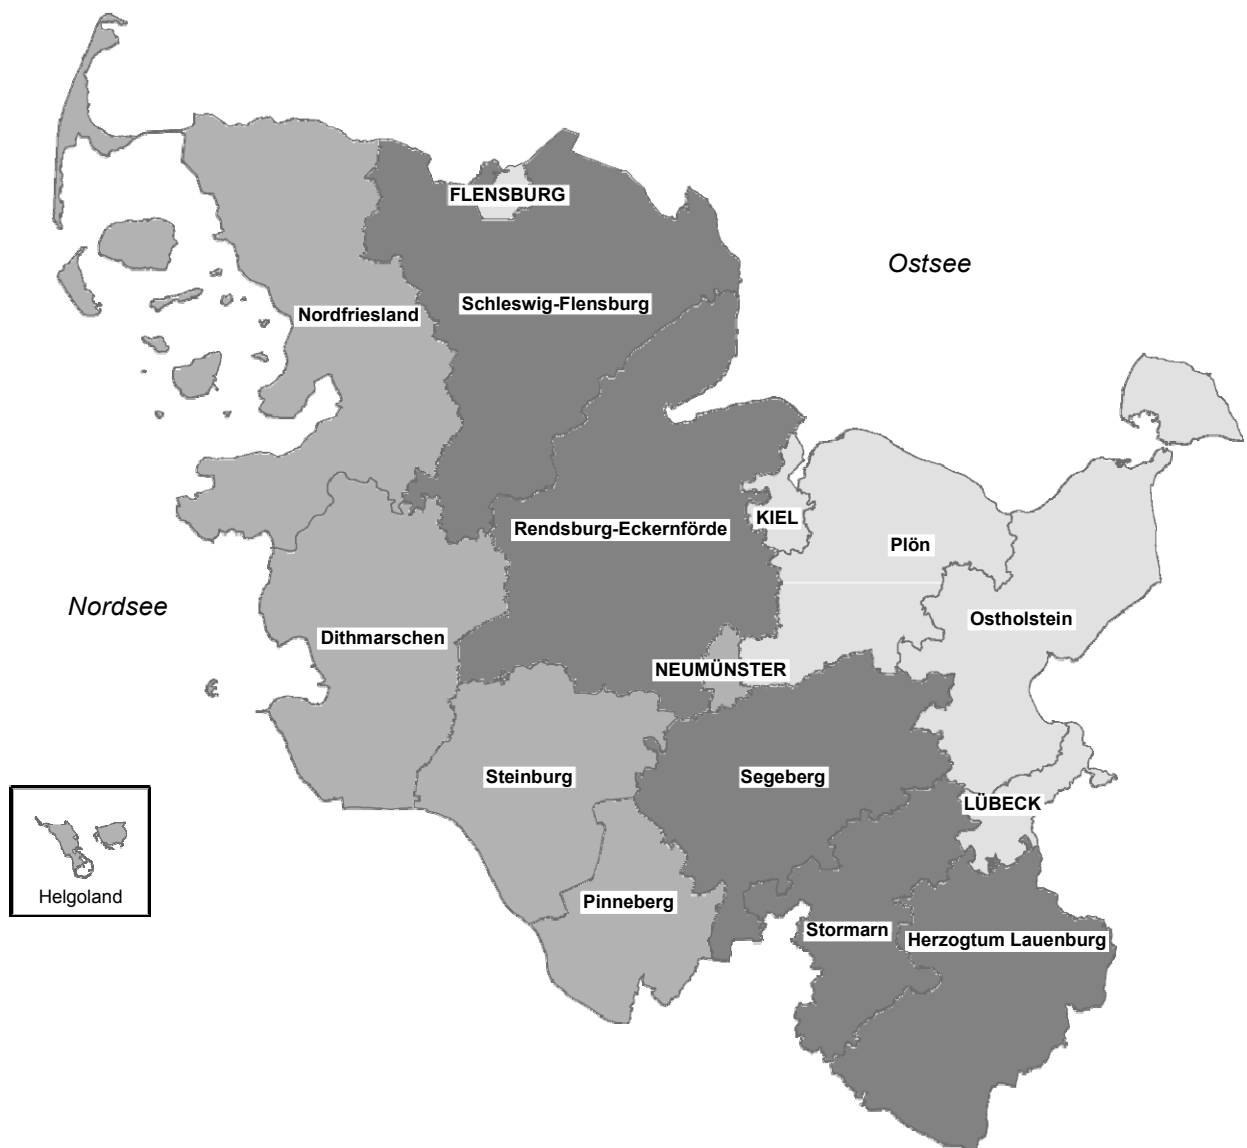 FLENSBURG
Ostsee
Schleswig-Flensburg
Nordfriesland
KIEL
Rendsburg-Eckernförde
Plön
Nordsee
Ostholstein
Dithmarschen
NEUMÜNSTER
Steinburg
Segeberg
LÜBECK
Helgoland
Pinneberg
Stormarn
Herzogtum Lauenburg